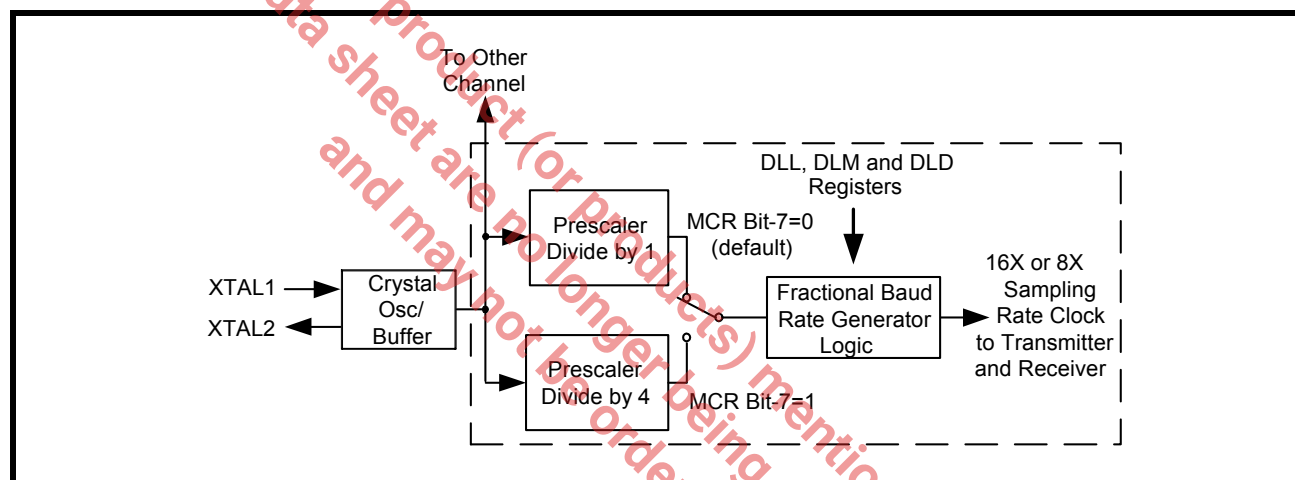 product (or products) mentio
ata sheet are no longer being
and may not be orde
To Other
Channel
DLL, DLM and DLD
Registers
Prescaler
Divide by 1
MCR Bit-7=0
(default)
XTAL1
XTAL2
Crystal
Osc/
Buffer
Fractional Baud
Rate Generator
Logic
16X or 8X
Sampling
Rate Clock
to Transmitter
and Receiver
Prescaler
Divide by 4
MCR Bit-7=1